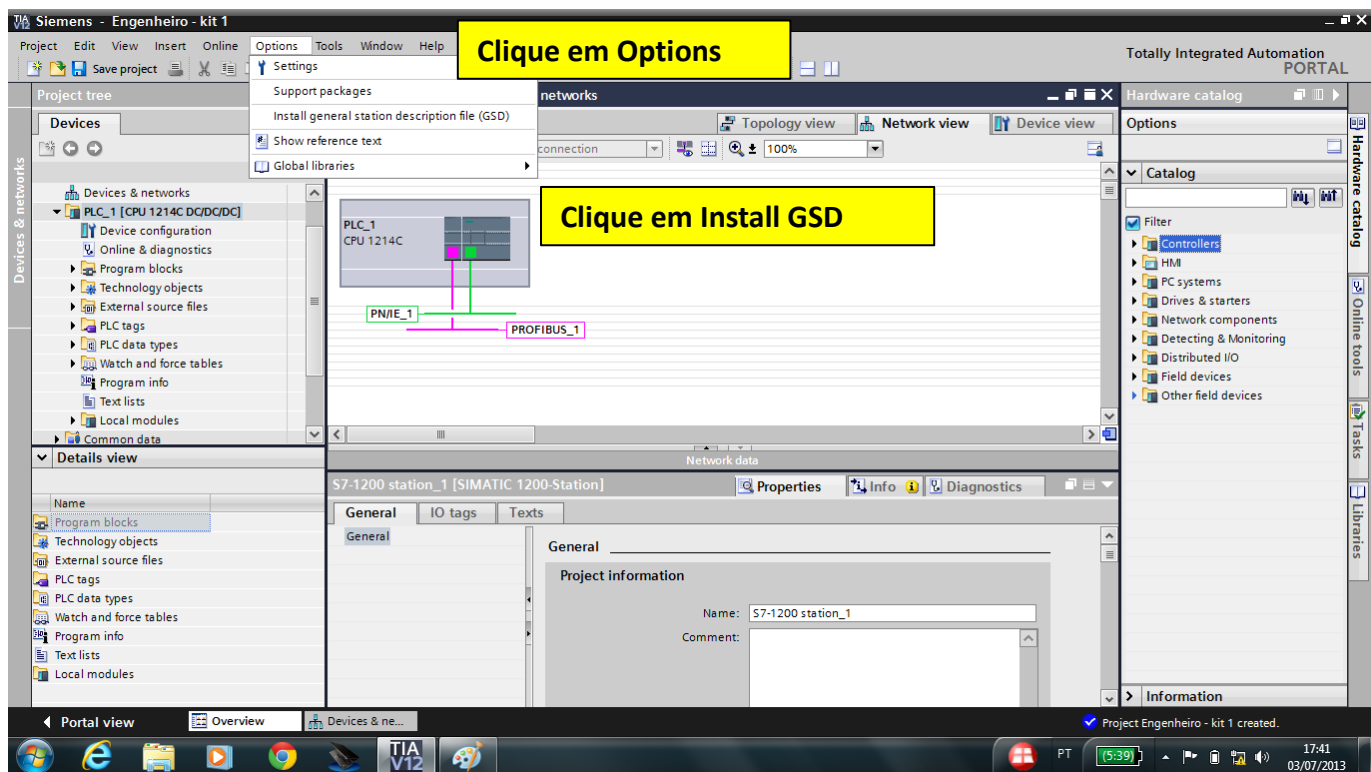 Siemens - Engenheiro - kit 1
Project Edit View Insert Online Options Tools Window Help
Clique em Options
Totally Integrated Automation
PORTAL
Save project
Settings
Support packages
Install general station description file (GSD)
Show reference text
Global libraries
Project tree
networks
Hardware catalog
Devices
Topology view
Network view
Device view
Options
connection
100%
Catalog
Filter
Controllers
HMI
PC systems
Drives & starters
Network components
Detecting & Monitoring
Distributed I/O
Field devices
Other field devices
Information
Devices & networks
Hardware catalog
Online tools
Tasks
Libraries
Devices & networks
PLC_1 [CPU 1214C DC/DC/DC]
Device configuration
Online & diagnostics
Program blocks
Technology objects
External source files
PLC tags
PLC data types
Watch and force tables
Program info
Text lists
Local modules
Common data
Clique em Install GSD
PLC_1
CPU 1214C
PN/IE_1
PROFIBUS_1
Details view
Name
Program blocks
Technology objects
External source files
PLC tags
PLC data types
Watch and force tables
Program info
Text lists
Local modules
Network data
S7-1200 station_1 [SIMATIC 1200-Station]
Properties
Info
Diagnostics
General
IO tags
Texts
General
General
Project information
Name: S7-1200 station_1
Comment:
Portal view
Overview
Devices & ne...
Project Engenheiro - kit 1 created.
TIA
V12
PT
(5:39)
17:41
03/07/2013